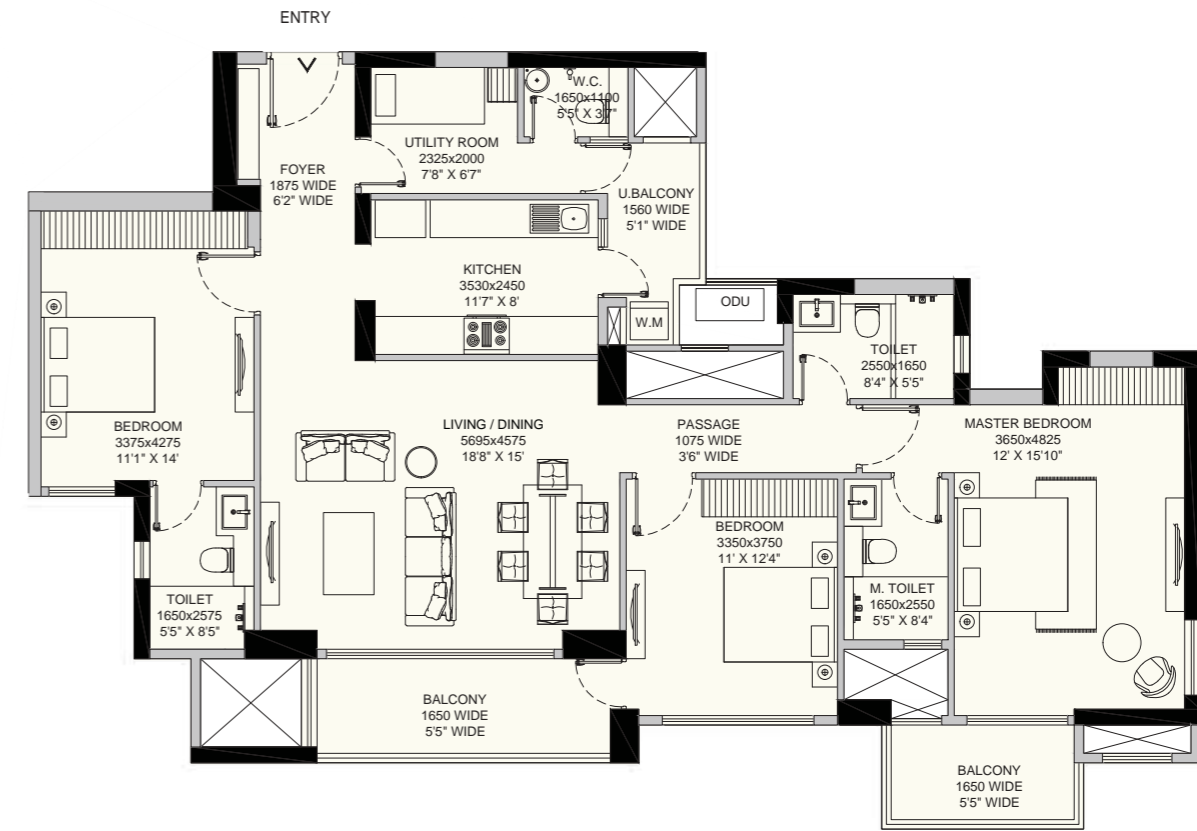 ENTRY
W.C.
1650x1100
5'5" X 3'7"
UTILITY ROOM
2325x2000
7'8" X 6'7"
FOYER
1875 WIDE
6'2" WIDE
U.BALCONY
1560 WIDE
5'1" WIDE
KITCHEN
3530x2450
11'7" X 8'
ODU
W.M
TOILET
2550x1650
8'4" X 5'5"
BEDROOM
3375x4275
11'1" X 14'
LIVING / DINING
5695x4575
18'8" X 15'
PASSAGE
1075 WIDE
3'6" WIDE
MASTER BEDROOM
3650x4825
12' X 15'10"
BEDROOM
3350x3750
11' X 12'4"
TOILET
1650x2575
5'5" X 8'5"
M. TOILET
1650x2550
5'5" X 8'4"
BALCONY
1650 WIDE
5'5" WIDE
BALCONY
1650 WIDE
5'5" WIDE